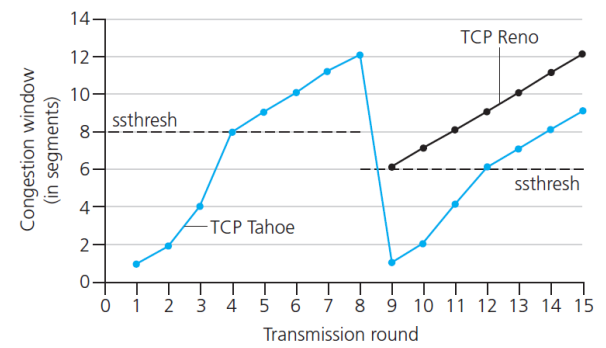 14
12
10
8
6
4
2
0
Congestion window
(in segments)
ssthresh
TCP Tahoe
TCP Reno
ssthresh
0 1 2 3 4 5 6 7 8 9 10 11 12 13 14 15
Transmission round